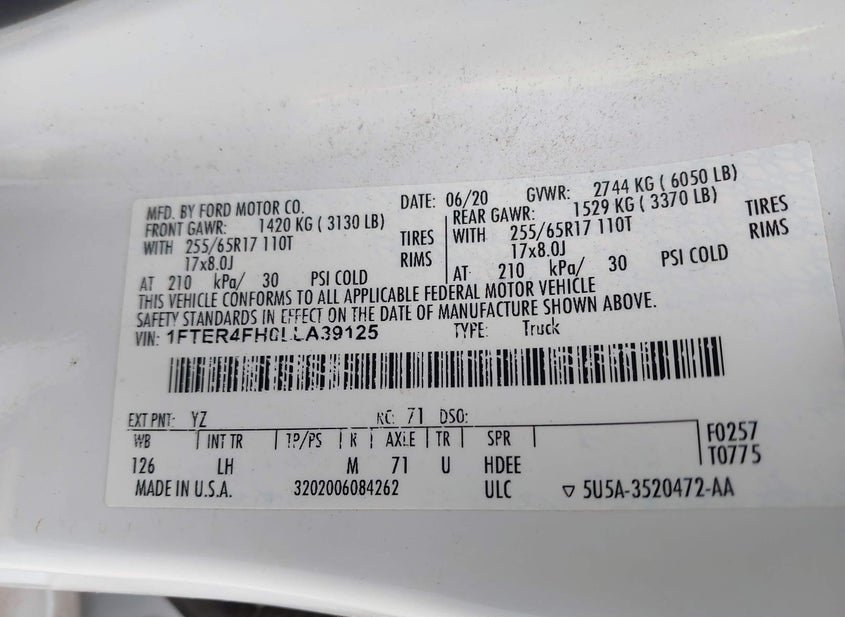 MFD. BY FORD MOTOR CO.
DATE: 06/20 GVWR: 2744 KG ( 6050 LB)
FRONT GAWR: 1420 KG ( 3130 LB)
REAR GAWR: 1529 KG ( 3370 LB)
WITH 255/65R17 110T TIRES
WITH 255/65R17 110T TIRES
17x8.0J RIMS
17x8.0J RIMS
AT 210 kPa/ 30 PSI COLD
AT 210 kPa/ 30 PSI COLD
THIS VEHICLE CONFORMS TO ALL APPLICABLE FEDERAL MOTOR VEHICLE
SAFETY STANDARDS IN EFFECT ON THE DATE OF MANUFACTURE SHOWN ABOVE.
VIN: 1FTER4FH0LLA39125 TYPE: Truck
EXT PNT: YZ RC: 71 DSO:
WB INT TR TP/PS R AXLE TR SPR F0257
126 LH M 71 U HDEE T0775
MADE IN U.S.A. 3202006084262 ULC ▽ 5U5A-3520472-AA